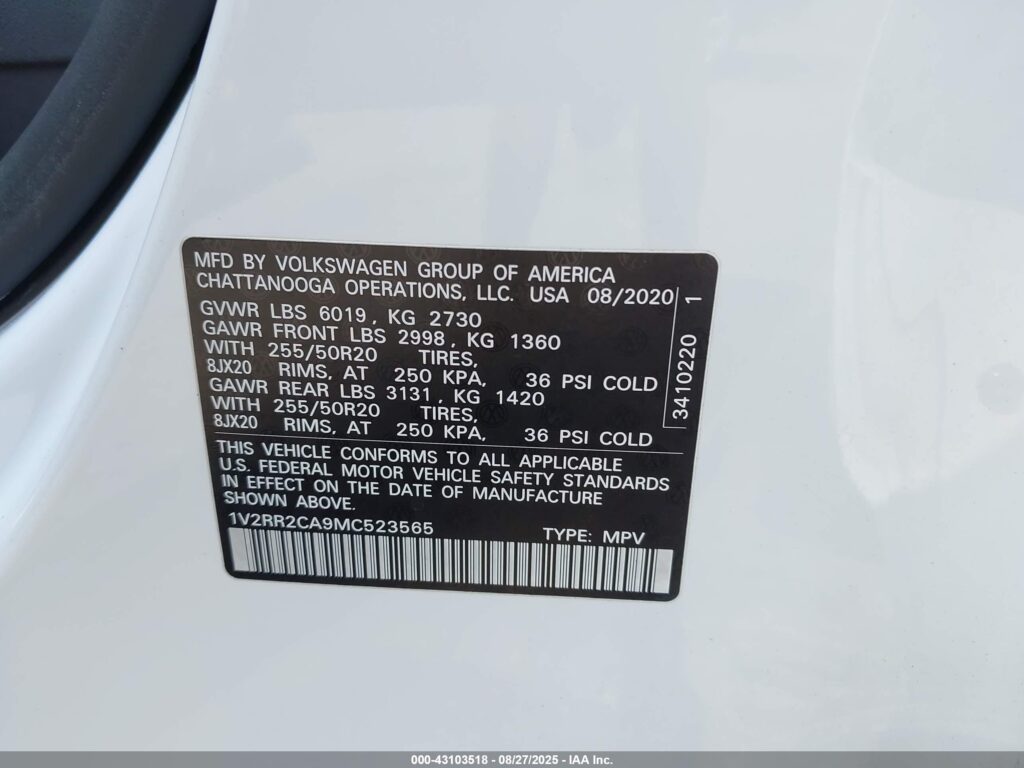 MFD BY VOLKSWAGEN GROUP OF AMERICA
CHATTANOOGA OPERATIONS, LLC. USA 08/2020
GVWR LBS 6019, KG 2730
GAWR FRONT LBS 2998, KG 1360
WITH 255/50R20 TIRES,
8JX20 RIMS, AT 250 KPA, 36 PSI COLD
GAWR REAR LBS 3131, KG 1420
WITH 255/50R20 TIRES,
8JX20 RIMS, AT 250 KPA, 36 PSI COLD
3410220 1
THIS VEHICLE CONFORMS TO ALL APPLICABLE
U.S. FEDERAL MOTOR VEHICLE SAFETY STANDARDS
IN EFFECT ON THE DATE OF MANUFACTURE
SHOWN ABOVE.
1V2RR2CA9MC523565 TYPE: MPV
000-43103518 - 08/27/2025 - IAA Inc.